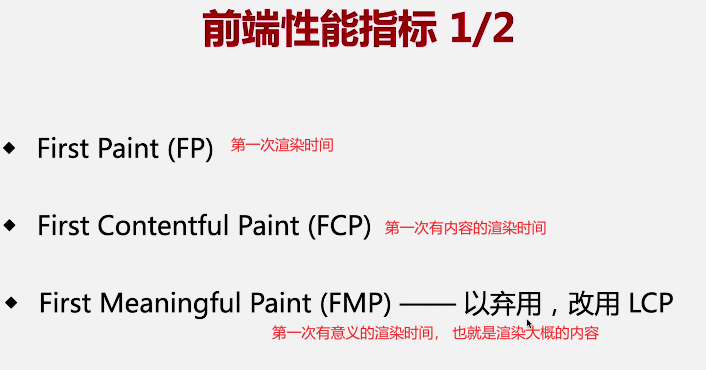 前端性能指标 1/2
First Paint (FP) 第一次渲染时间
First Contentful Paint (FCP) 第一次有内容的渲染时间
First Meaningful Paint (FMP) —— 以弃用，改用 LCP
第一次有意义的渲染时间， 也就是渲染大概的内容